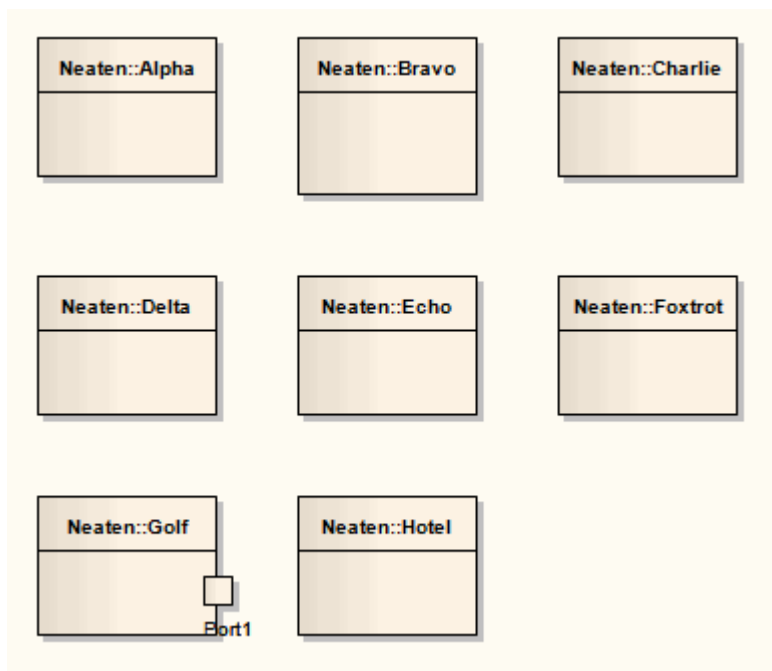 Neaten::Alpha
Neaten::Bravo
Neaten::Charlie
Neaten::Delta
Neaten::Echo
Neaten::Foxtrot
Neaten::Golf
Neaten::Hotel
Port1